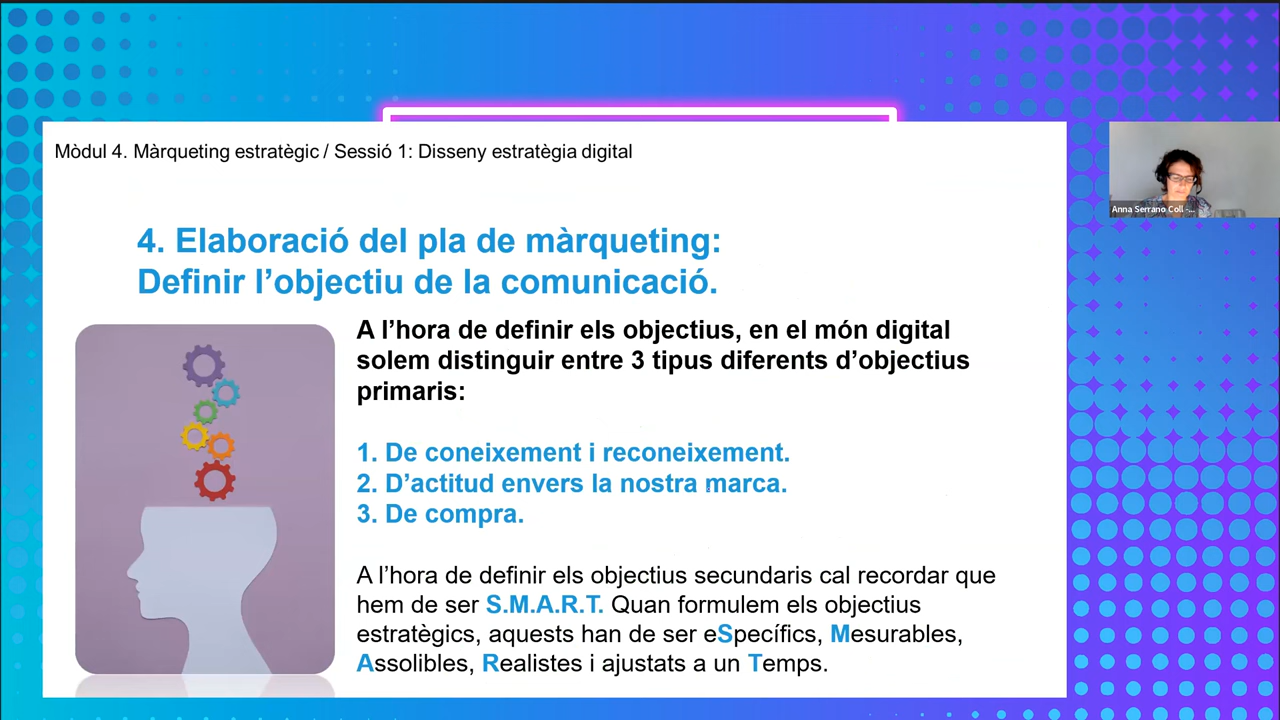 Mòdul 4. Màrqueting estratègic / Sessió 1: Disseny estratègia digital
Anna Serrano Coll -...
4. Elaboració del pla de màrqueting:
Definir l’objectiu de la comunicació.
A l’hora de definir els objectius, en el món digital
solem distinguir entre 3 tipus diferents d’objectius
primaris:
1. De coneixement i reconeixement.
2. D’actitud envers la nostra marca.
3. De compra.
A l’hora de definir els objectius secundaris cal recordar que
hem de ser S.M.A.R.T. Quan formulem els objectius
estratègics, aquests han de ser eSpecífics, Mesurables,
Assolibles, Realistes i ajustats a un Temps.